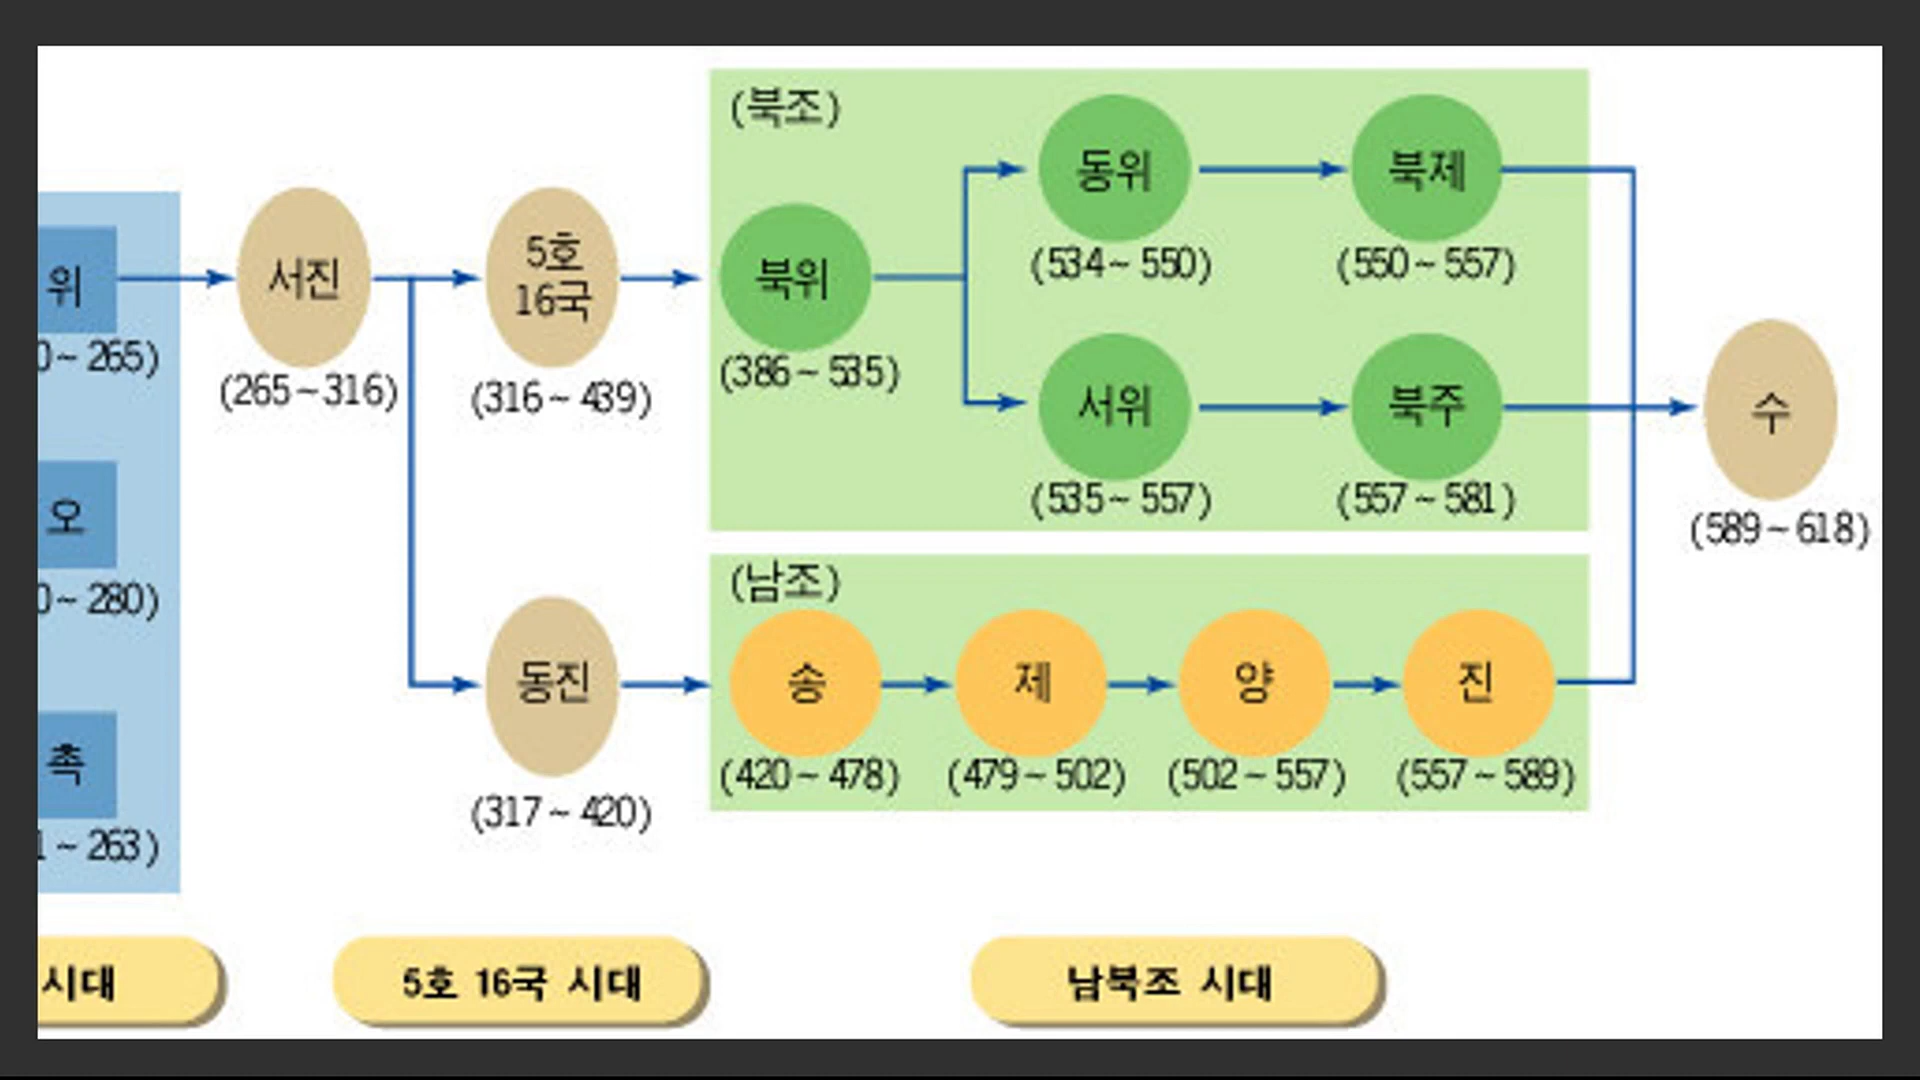 (북조)
동위
북제
(534~550)
(550~557)
위
서진
5호
16국
북위
0~265)
(265~316)
(316~439)
(386~535)
서위
북주
수
(535~557)
(557~581)
(589~618)
오
0~280)
(남조)
동진
송
제
양
진
(317~420)
(420~478)
(479~502)
(502~557)
(557~589)
촉
1~263)
시대
5호 16국 시대
남북조 시대